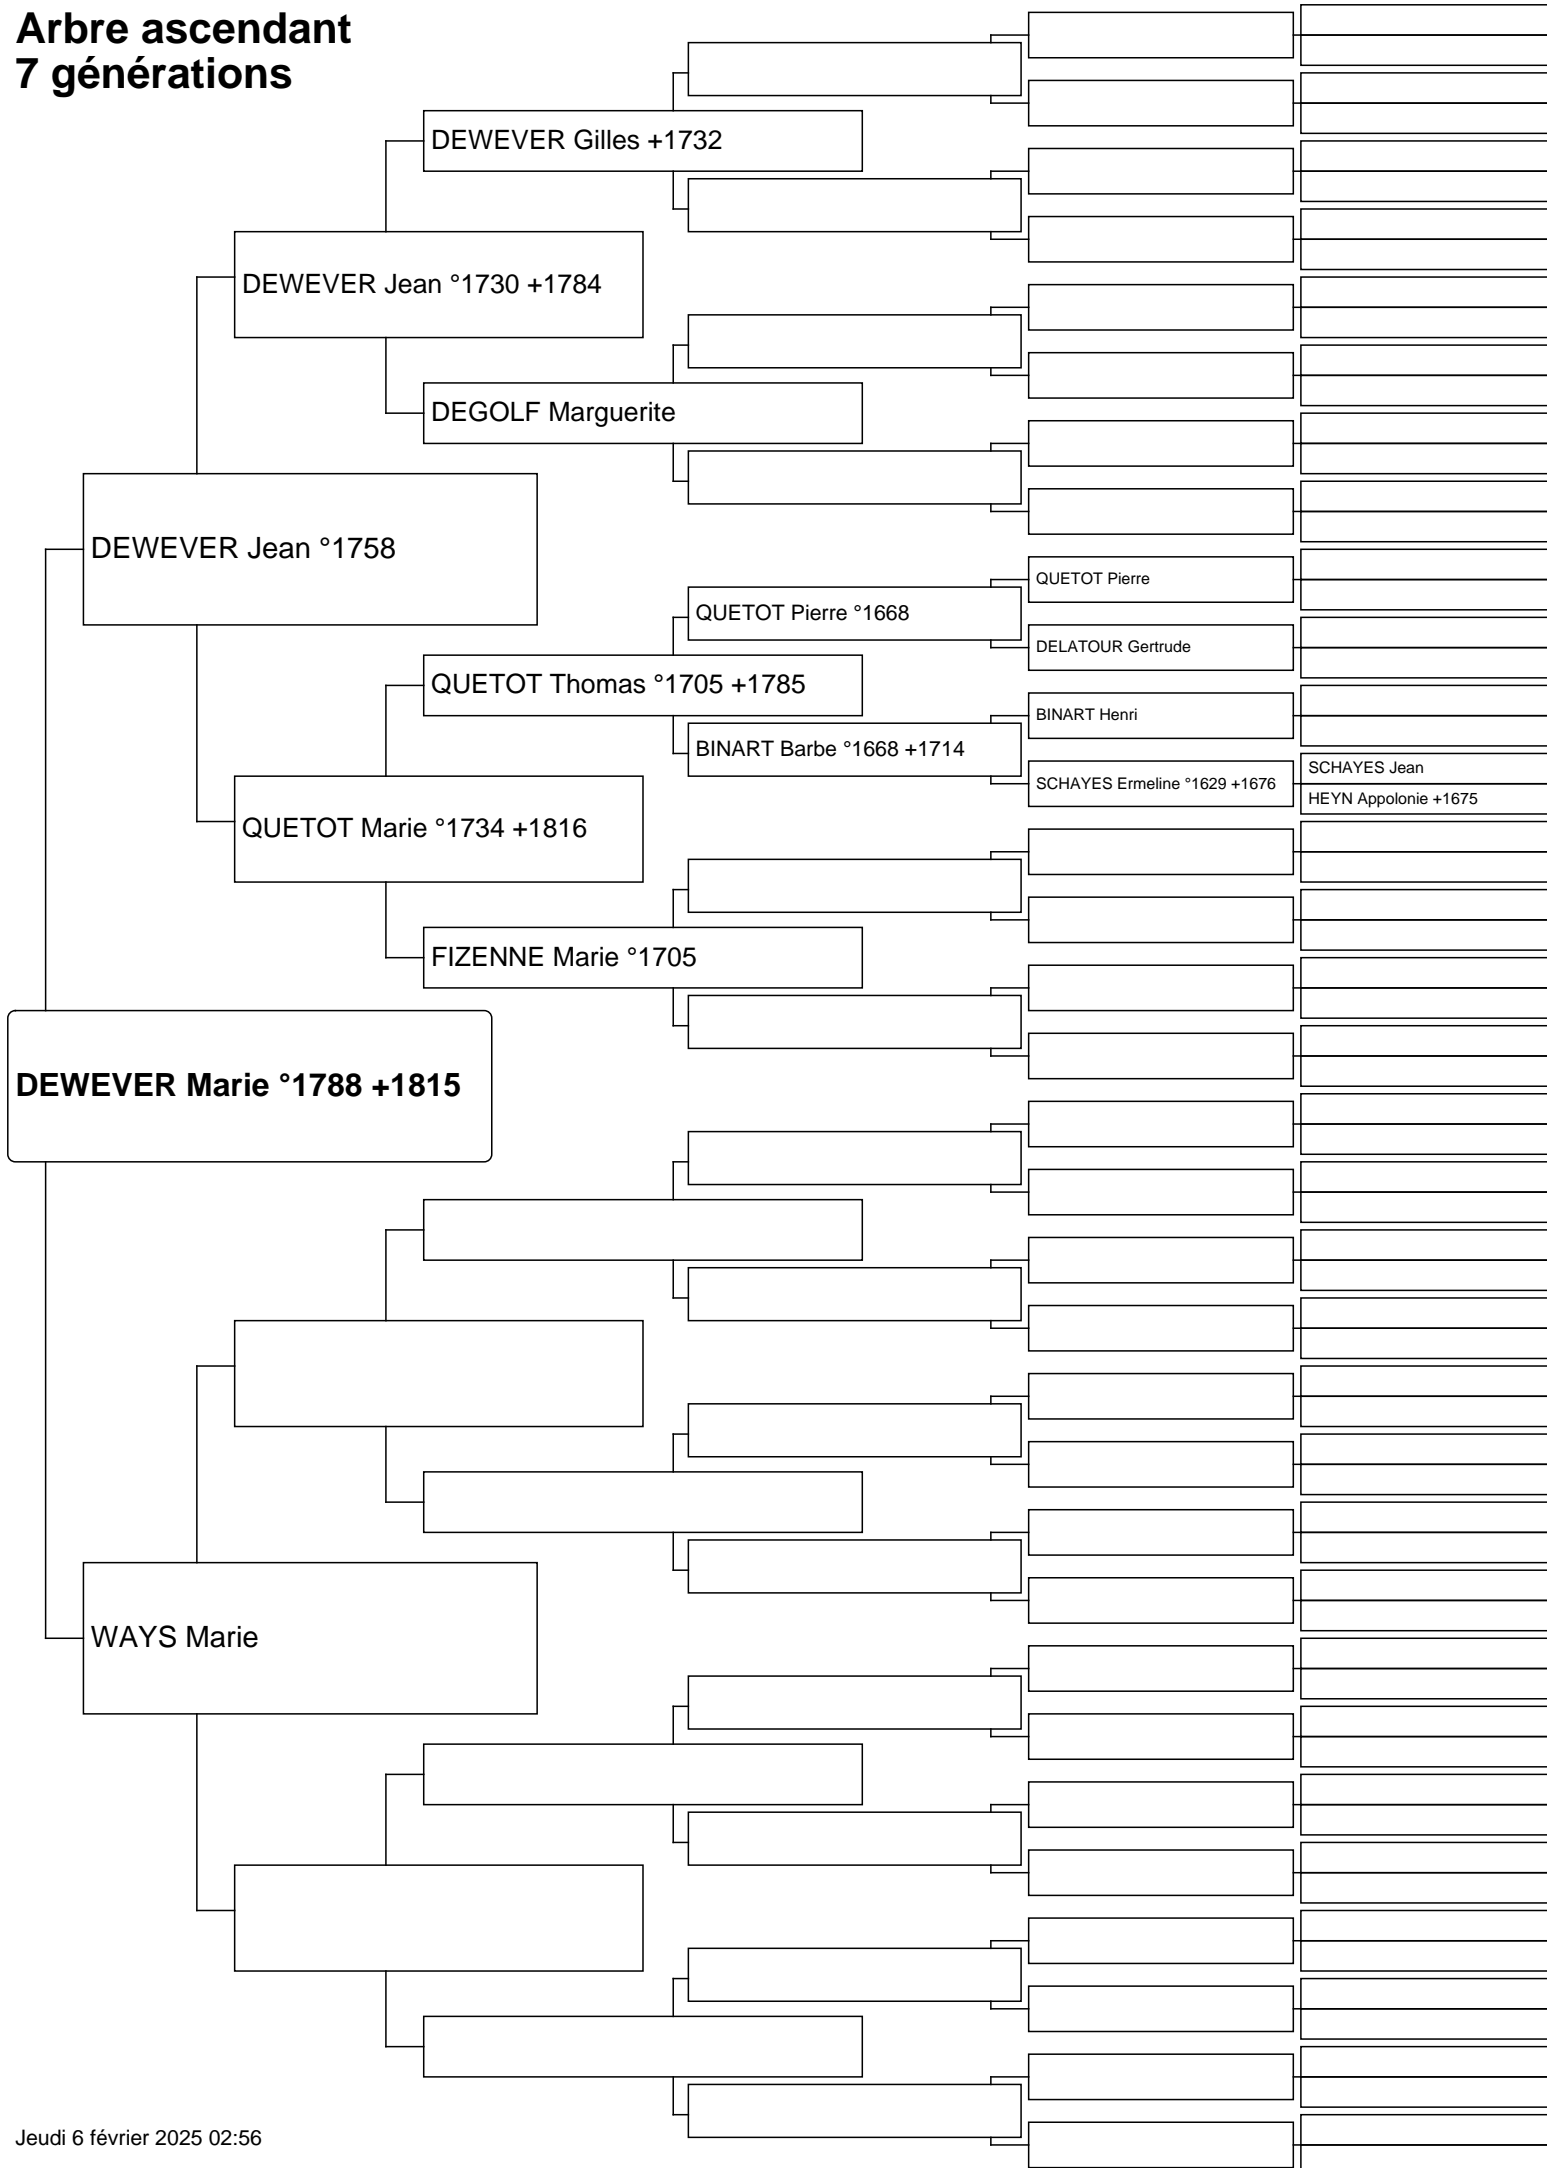 Arbre ascendant
7 générations
DEWEVER Gilles +1732
DEWEVER Jean °1730 +1784
DEGOLF Marguerite
DEWEVER Jean °1758
QUETOT Pierre
QUETOT Pierre °1668
DELATOUR Gertrude
QUETOT Thomas °1705 +1785
BINART Henri
BINART Barbe °1668 +1714
SCHAYES Jean
SCHAYES Ermeline °1629 +1676
HEYN Appolonie +1675
QUETOT Marie °1734 +1816
FIZENNE Marie °1705
DEWEVER Marie °1788 +1815
WAYS Marie
Jeudi 6 février 2025 02:56